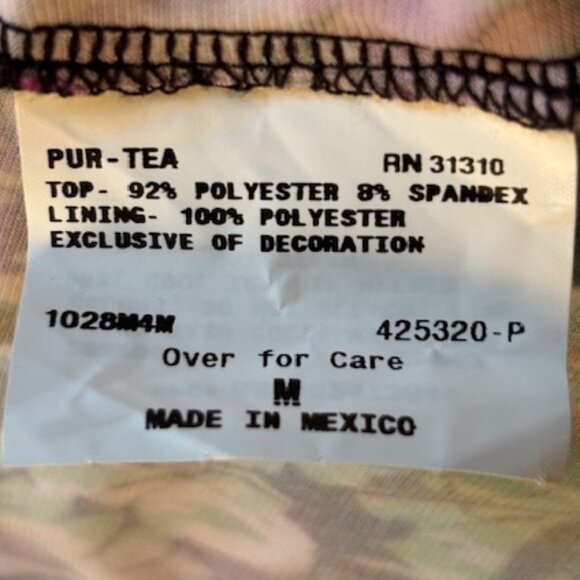 PUR-TEA RN 31310
TOP- 92% POLYESTER 8% SPANDEX
LINING- 100% POLYESTER
EXCLUSIVE OF DECORATION
1028M4M 425320-P
Over for Care
M
MADE IN MEXICO